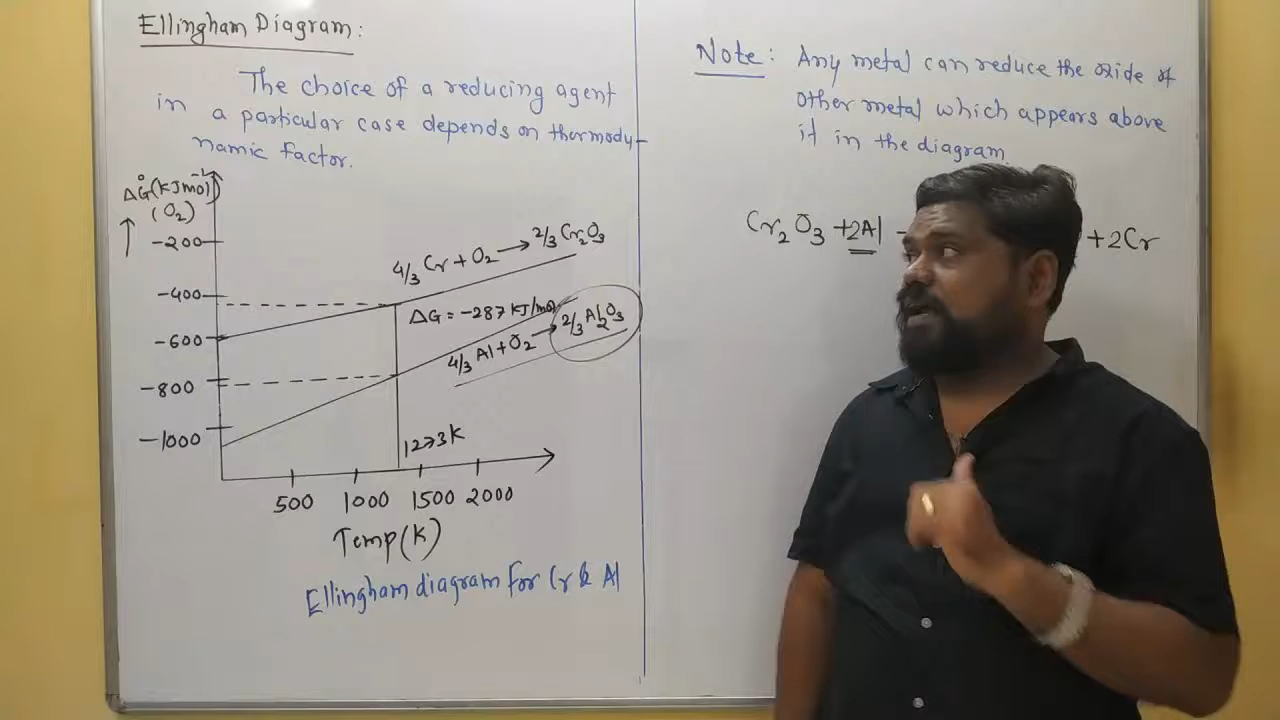 Ellingham Diagram:
The choice of a reducing agent
in a particular case depends on thermody-
namic factor.
ΔG° (KJmol⁻¹)
(O₂)
-200
-400
-600
-800
-1000
4/3 Cr + O₂ → 2/3 Cr₂O₃
ΔG = -287 KJ/mol
4/3 Al + O₂ → 2/3 Al₂O₃
1273K
500 1000 1500 2000
Temp(K)
Ellingham diagram for Cr & Al
Note: Any metal can reduce the oxide of
other metal which appears above
it in the diagram.
Cr₂O₃ + 2Al + 2Cr